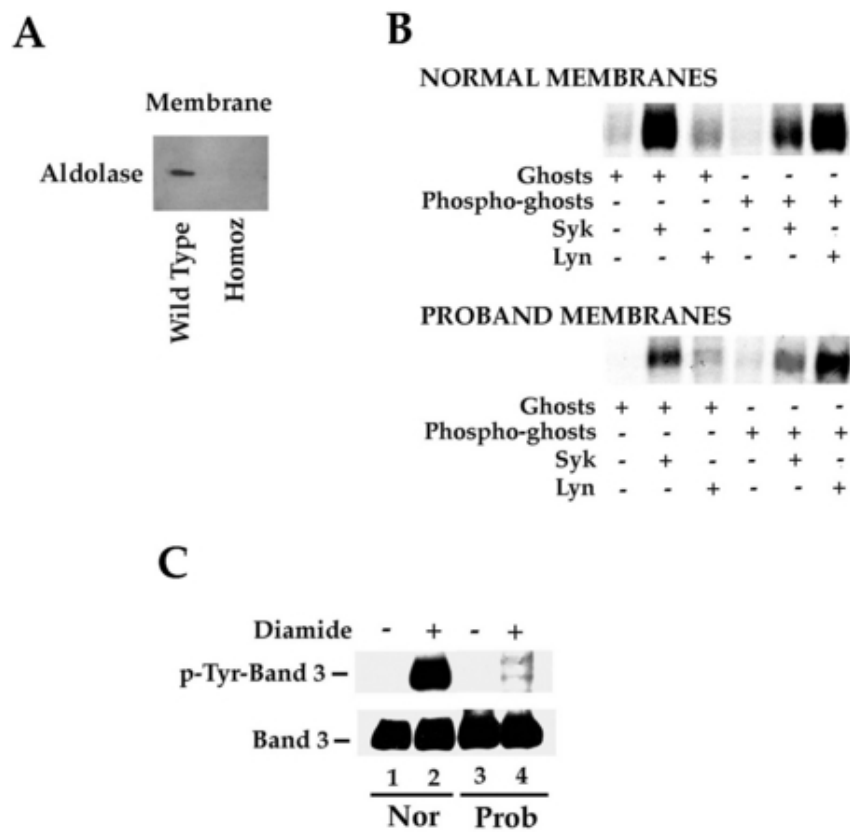 A
Membrane
Aldolase
Wild Type
Homoz
B
NORMAL MEMBRANES
Ghosts + + + - - -
Phospho-ghosts - - - + + +
Syk - + - - + -
Lyn - - + - - +
PROBAND MEMBRANES
Ghosts + + + - - -
Phospho-ghosts - - - + + +
Syk - + - - + -
Lyn - - + - - +
C
Diamide - + - +
p-Tyr-Band 3 –
Band 3 –
1 2 3 4
Nor Prob